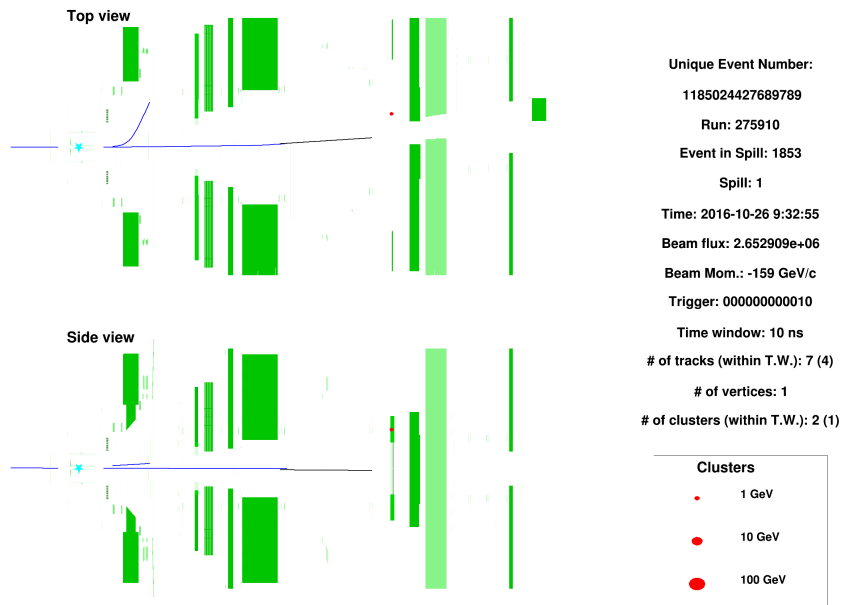 Top view
Unique Event Number:
1185024427689789
Run: 275910
Event in Spill: 1853
Spill: 1
Time: 2016-10-26 9:32:55
Beam flux: 2.652909e+06
Beam Mom.: -159 GeV/c
Trigger: 000000000010
Time window: 10 ns
Side view
# of tracks (within T.W.): 7 (4)
# of vertices: 1
# of clusters (within T.W.): 2 (1)
Clusters
1 GeV
10 GeV
100 GeV